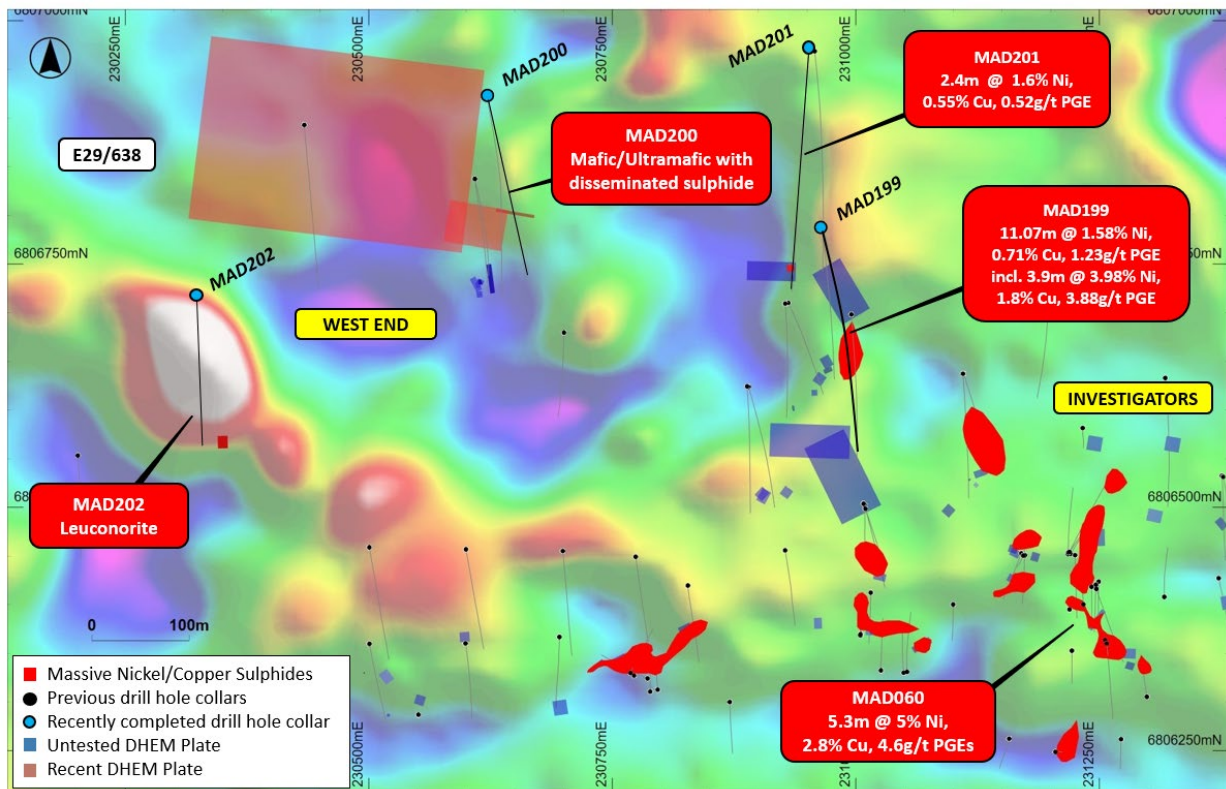 6807000mN
230250mE
230500mE
230750mE
231000mE
MAD200
MAD201
MAD201
2.4m @ 1.6% Ni,
0.55% Cu, 0.52g/t PGE
E29/638
MAD200
Mafic/Ultramafic with
disseminated sulphide
MAD199
MAD199
11.07m @ 1.58% Ni,
0.71% Cu, 1.23g/t PGE
incl. 3.9m @ 3.98% Ni,
1.8% Cu, 3.88g/t PGE
6806750mN
MAD202
WEST END
INVESTIGATORS
MAD202
Leuconorite
6806500mN
0
100m
Massive Nickel/Copper Sulphides
Previous drill hole collars
Recently completed drill hole collar
Untested DHEM Plate
Recent DHEM Plate
MAD060
5.3m @ 5% Ni,
2.8% Cu, 4.6g/t PGEs
6806250mN
230500mE
230750mE
231250mE